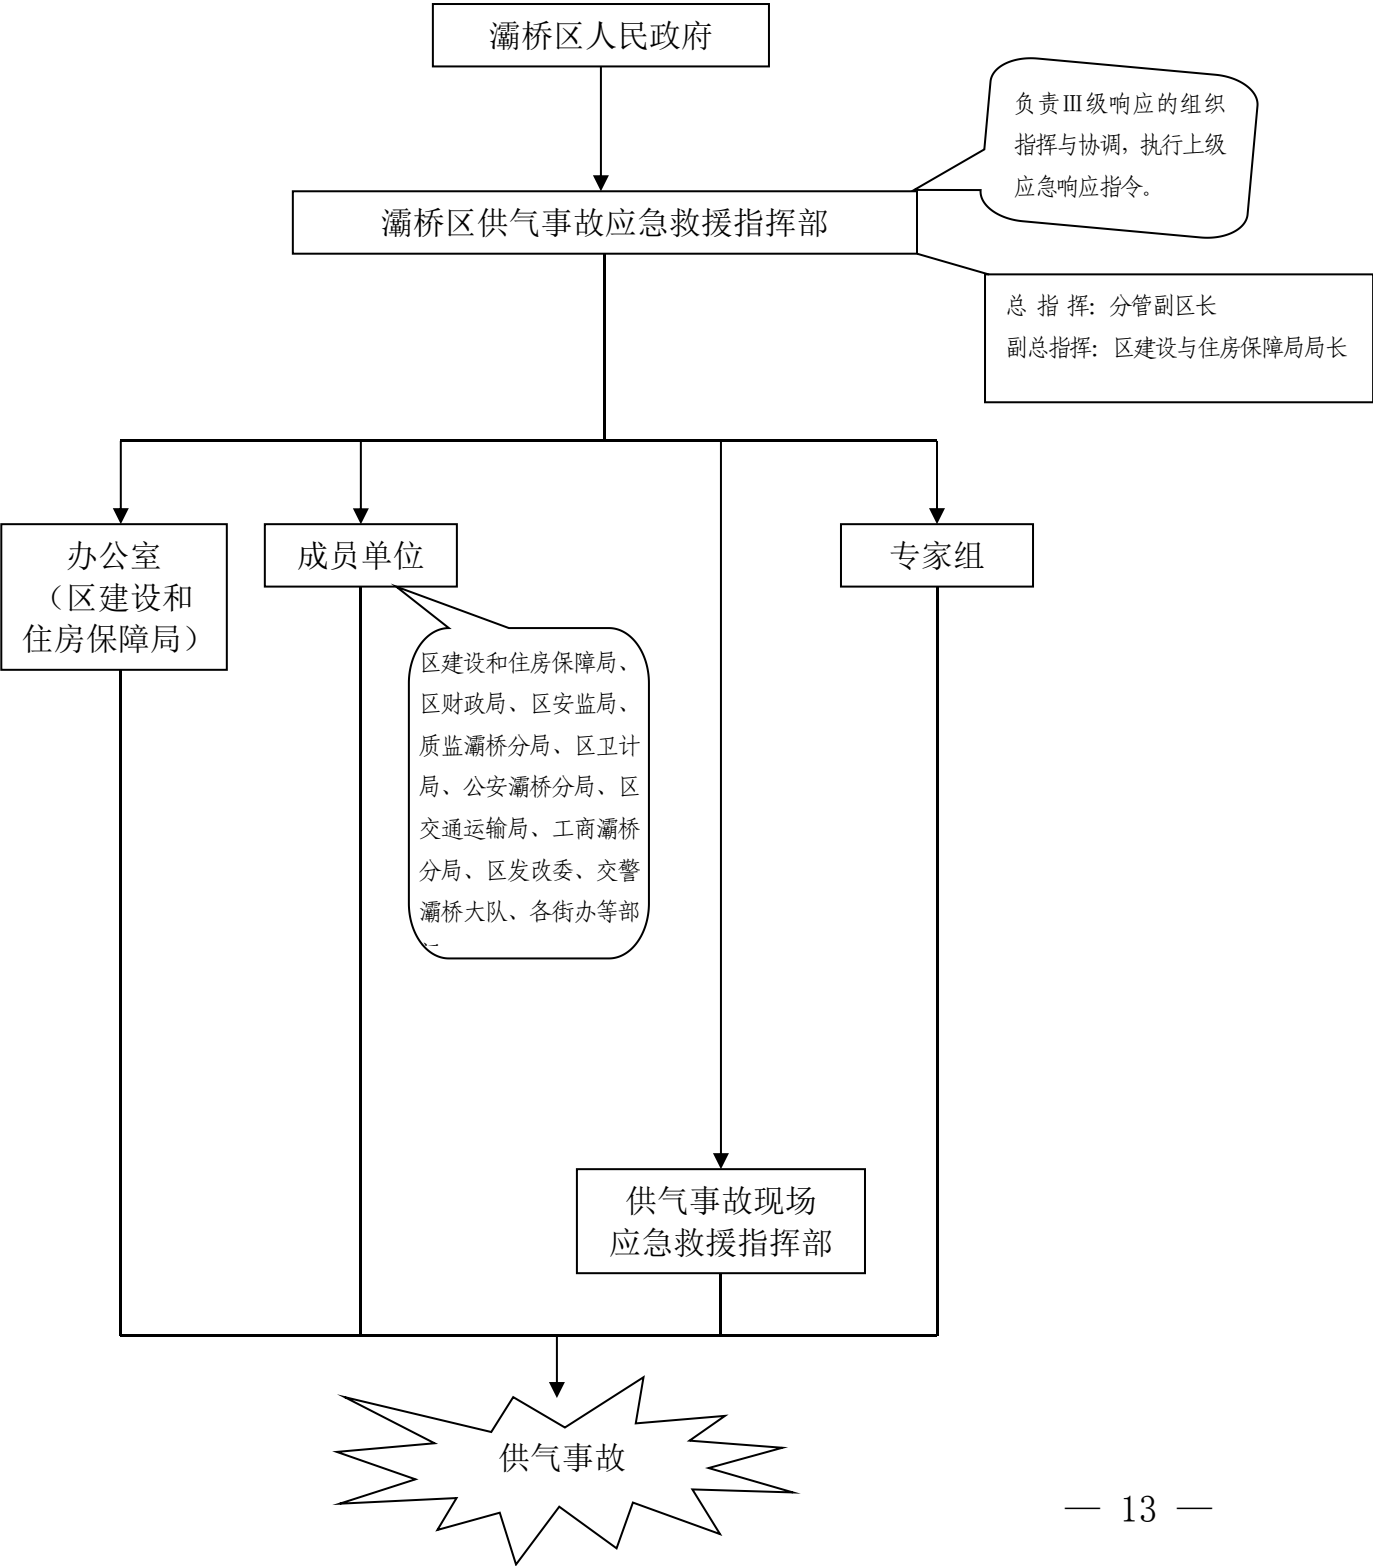 灞桥区人民政府
负责Ⅲ级响应的组织
指挥与协调，执行上级
应急响应指令。
灞桥区供气事故应急救援指挥部
总 指 挥：分管副区长
副总指挥：区建设与住房保障局局长
办公室
（区建设和
住房保障局）
成员单位
专家组
区建设和住房保障局、
区财政局、区安监局、
质监灞桥分局、区卫计
局、公安灞桥分局、区
交通运输局、工商灞桥
分局、区发改委、交警
灞桥大队、各街办等部
供气事故现场
应急救援指挥部
供气事故
— 13 —